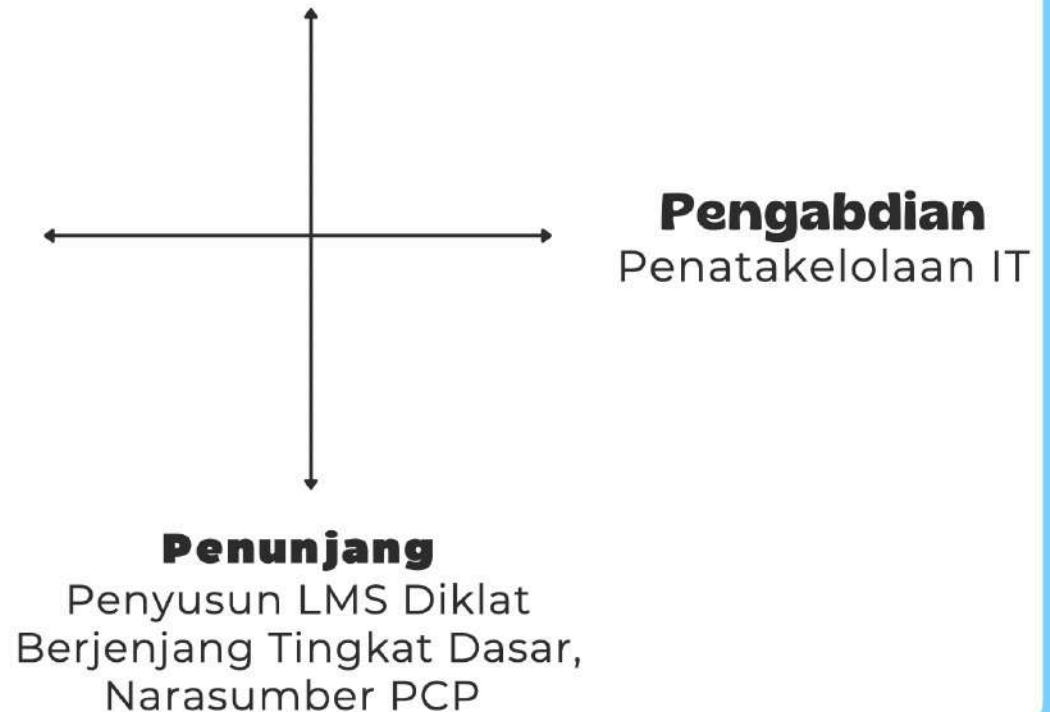 Pengabdian
Penatakelolaan IT
Penunjang
Penyusun LMS Diklat
Berjenjang Tingkat Dasar,
Narasumber PCP